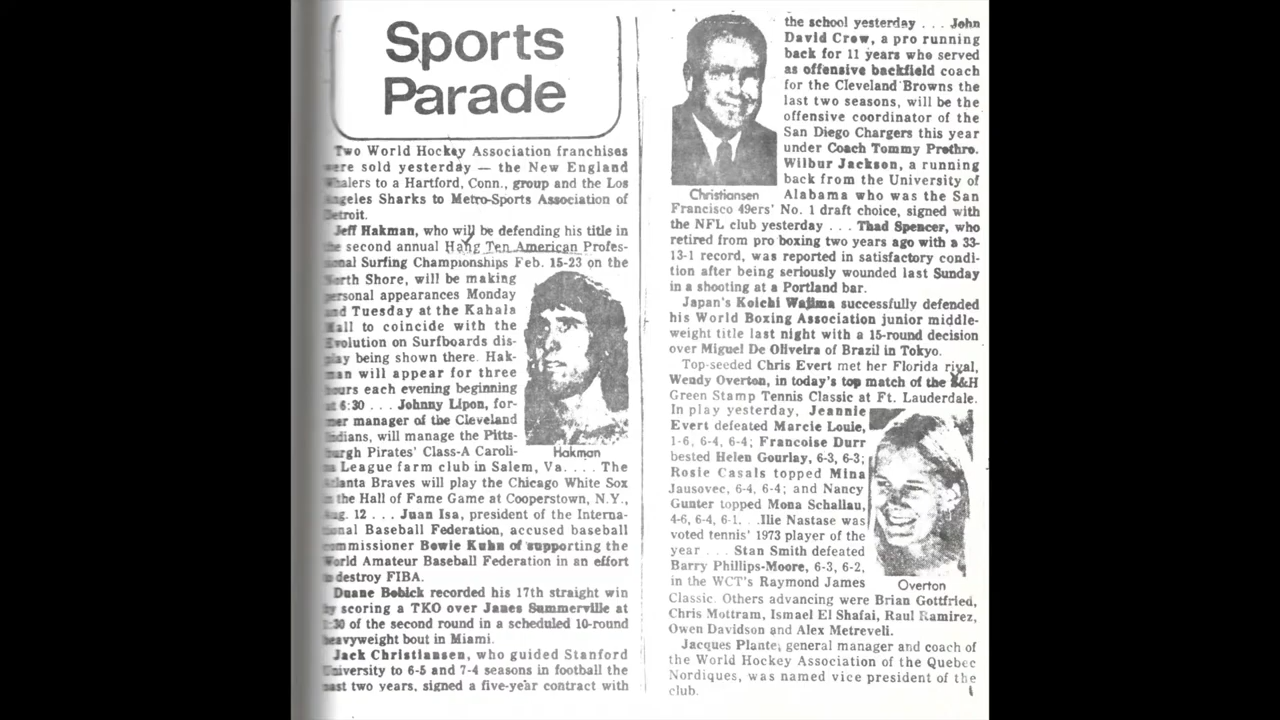 Sports
Parade
Two World Hockey Association franchises
were sold yesterday — the New England
Whalers to a Hartford, Conn., group and the Los
Angeles Sharks to Metro-Sports Association of
Detroit.
Jeff Hakman, who will be defending his title in
the second annual Hang Ten American Profes-
sional Surfing Championships Feb. 15-23 on the
North Shore, will be making
personal appearances Monday
and Tuesday at the Kahala
Mall to coincide with the
Evolution on Surfboards dis-
play being shown there. Hak-
man will appear for three
hours each evening beginning
at 6:30 . . . Johnny Lipon, for-
mer manager of the Cleveland
Indians, will manage the Pitts-
burgh Pirates' Class-A Caroli-
Hakman
na League farm club in Salem, Va. . . . The
Atlanta Braves will play the Chicago White Sox
in the Hall of Fame Game at Cooperstown, N.Y.,
Aug. 12 . . . Juan Isa, president of the Interna-
tional Baseball Federation, accused baseball
commissioner Bowie Kuhn of supporting the
World Amateur Baseball Federation in an effort
to destroy FIBA.
Duane Bobick recorded his 17th straight win
by scoring a TKO over James Summerville at
:30 of the second round in a scheduled 10-round
heavyweight bout in Miami.
Jack Christiansen, who guided Stanford
University to 6-5 and 7-4 seasons in football the
past two years, signed a five-year contract with
the school yesterday . . . John
David Crow, a pro running
back for 11 years who served
as offensive backfield coach
for the Cleveland Browns the
last two seasons, will be the
offensive coordinator of the
San Diego Chargers this year
under Coach Tommy Prothro.
Wilbur Jackson, a running
back from the University of
Christiansen
Alabama who was the San
Francisco 49ers' No. 1 draft choice, signed with
the NFL club yesterday . . . Thad Spencer, who
retired from pro boxing two years ago with a 33-
13-1 record, was reported in satisfactory condi-
tion after being seriously wounded last Sunday
in a shooting at a Portland bar.
Japan's Koichi Wajima successfully defended
his World Boxing Association junior middle-
weight title last night with a 15-round decision
over Miguel De Oliveira of Brazil in Tokyo.
Top-seeded Chris Evert met her Florida rival,
Wendy Overton, in today's top match of the S&H
Green Stamp Tennis Classic at Ft. Lauderdale.
In play yesterday, Jeannie
Evert defeated Marcie Louie,
1-6, 6-4, 6-4; Francoise Durr
bested Helen Gourlay, 6-3, 6-3;
Rosie Casals topped Mina
Jausovec, 6-4, 6-4; and Nancy
Gunter topped Mona Schallau,
4-6, 6-4, 6-1. . .Ilie Nastase was
voted tennis' 1973 player of the
year . . . Stan Smith defeated
Barry Phillips-Moore, 6-3, 6-2,
in the WCT's Raymond James
Overton
Classic. Others advancing were Brian Gottfried,
Chris Mottram, Ismael El Shafai, Raul Ramirez,
Owen Davidson and Alex Metreveli.
Jacques Plante, general manager and coach of
the World Hockey Association of the Quebec
Nordiques, was named vice president of the
club.